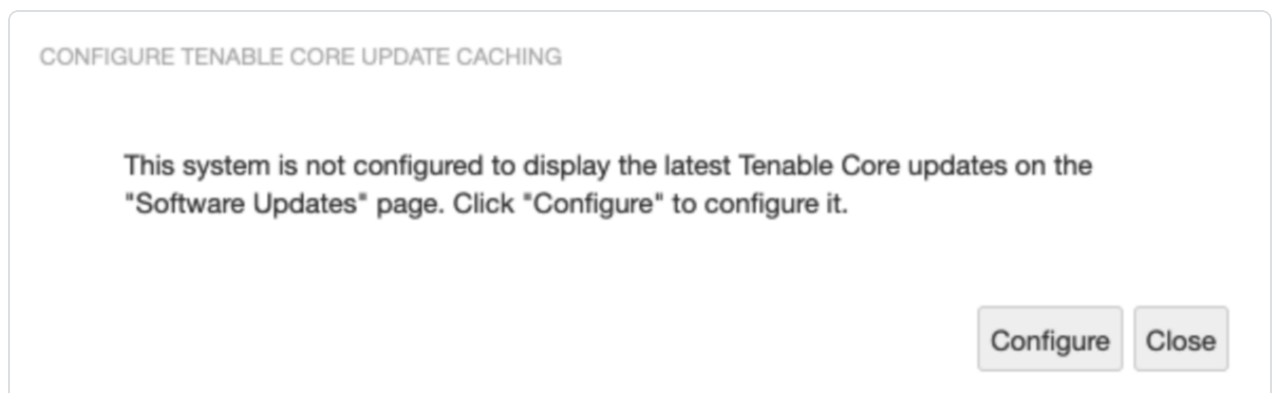 CONFIGURE TENABLE CORE UPDATE CACHING
This system is not configured to display the latest Tenable Core updates on the
"Software Updates" page. Click "Configure" to configure it.
Configure Close